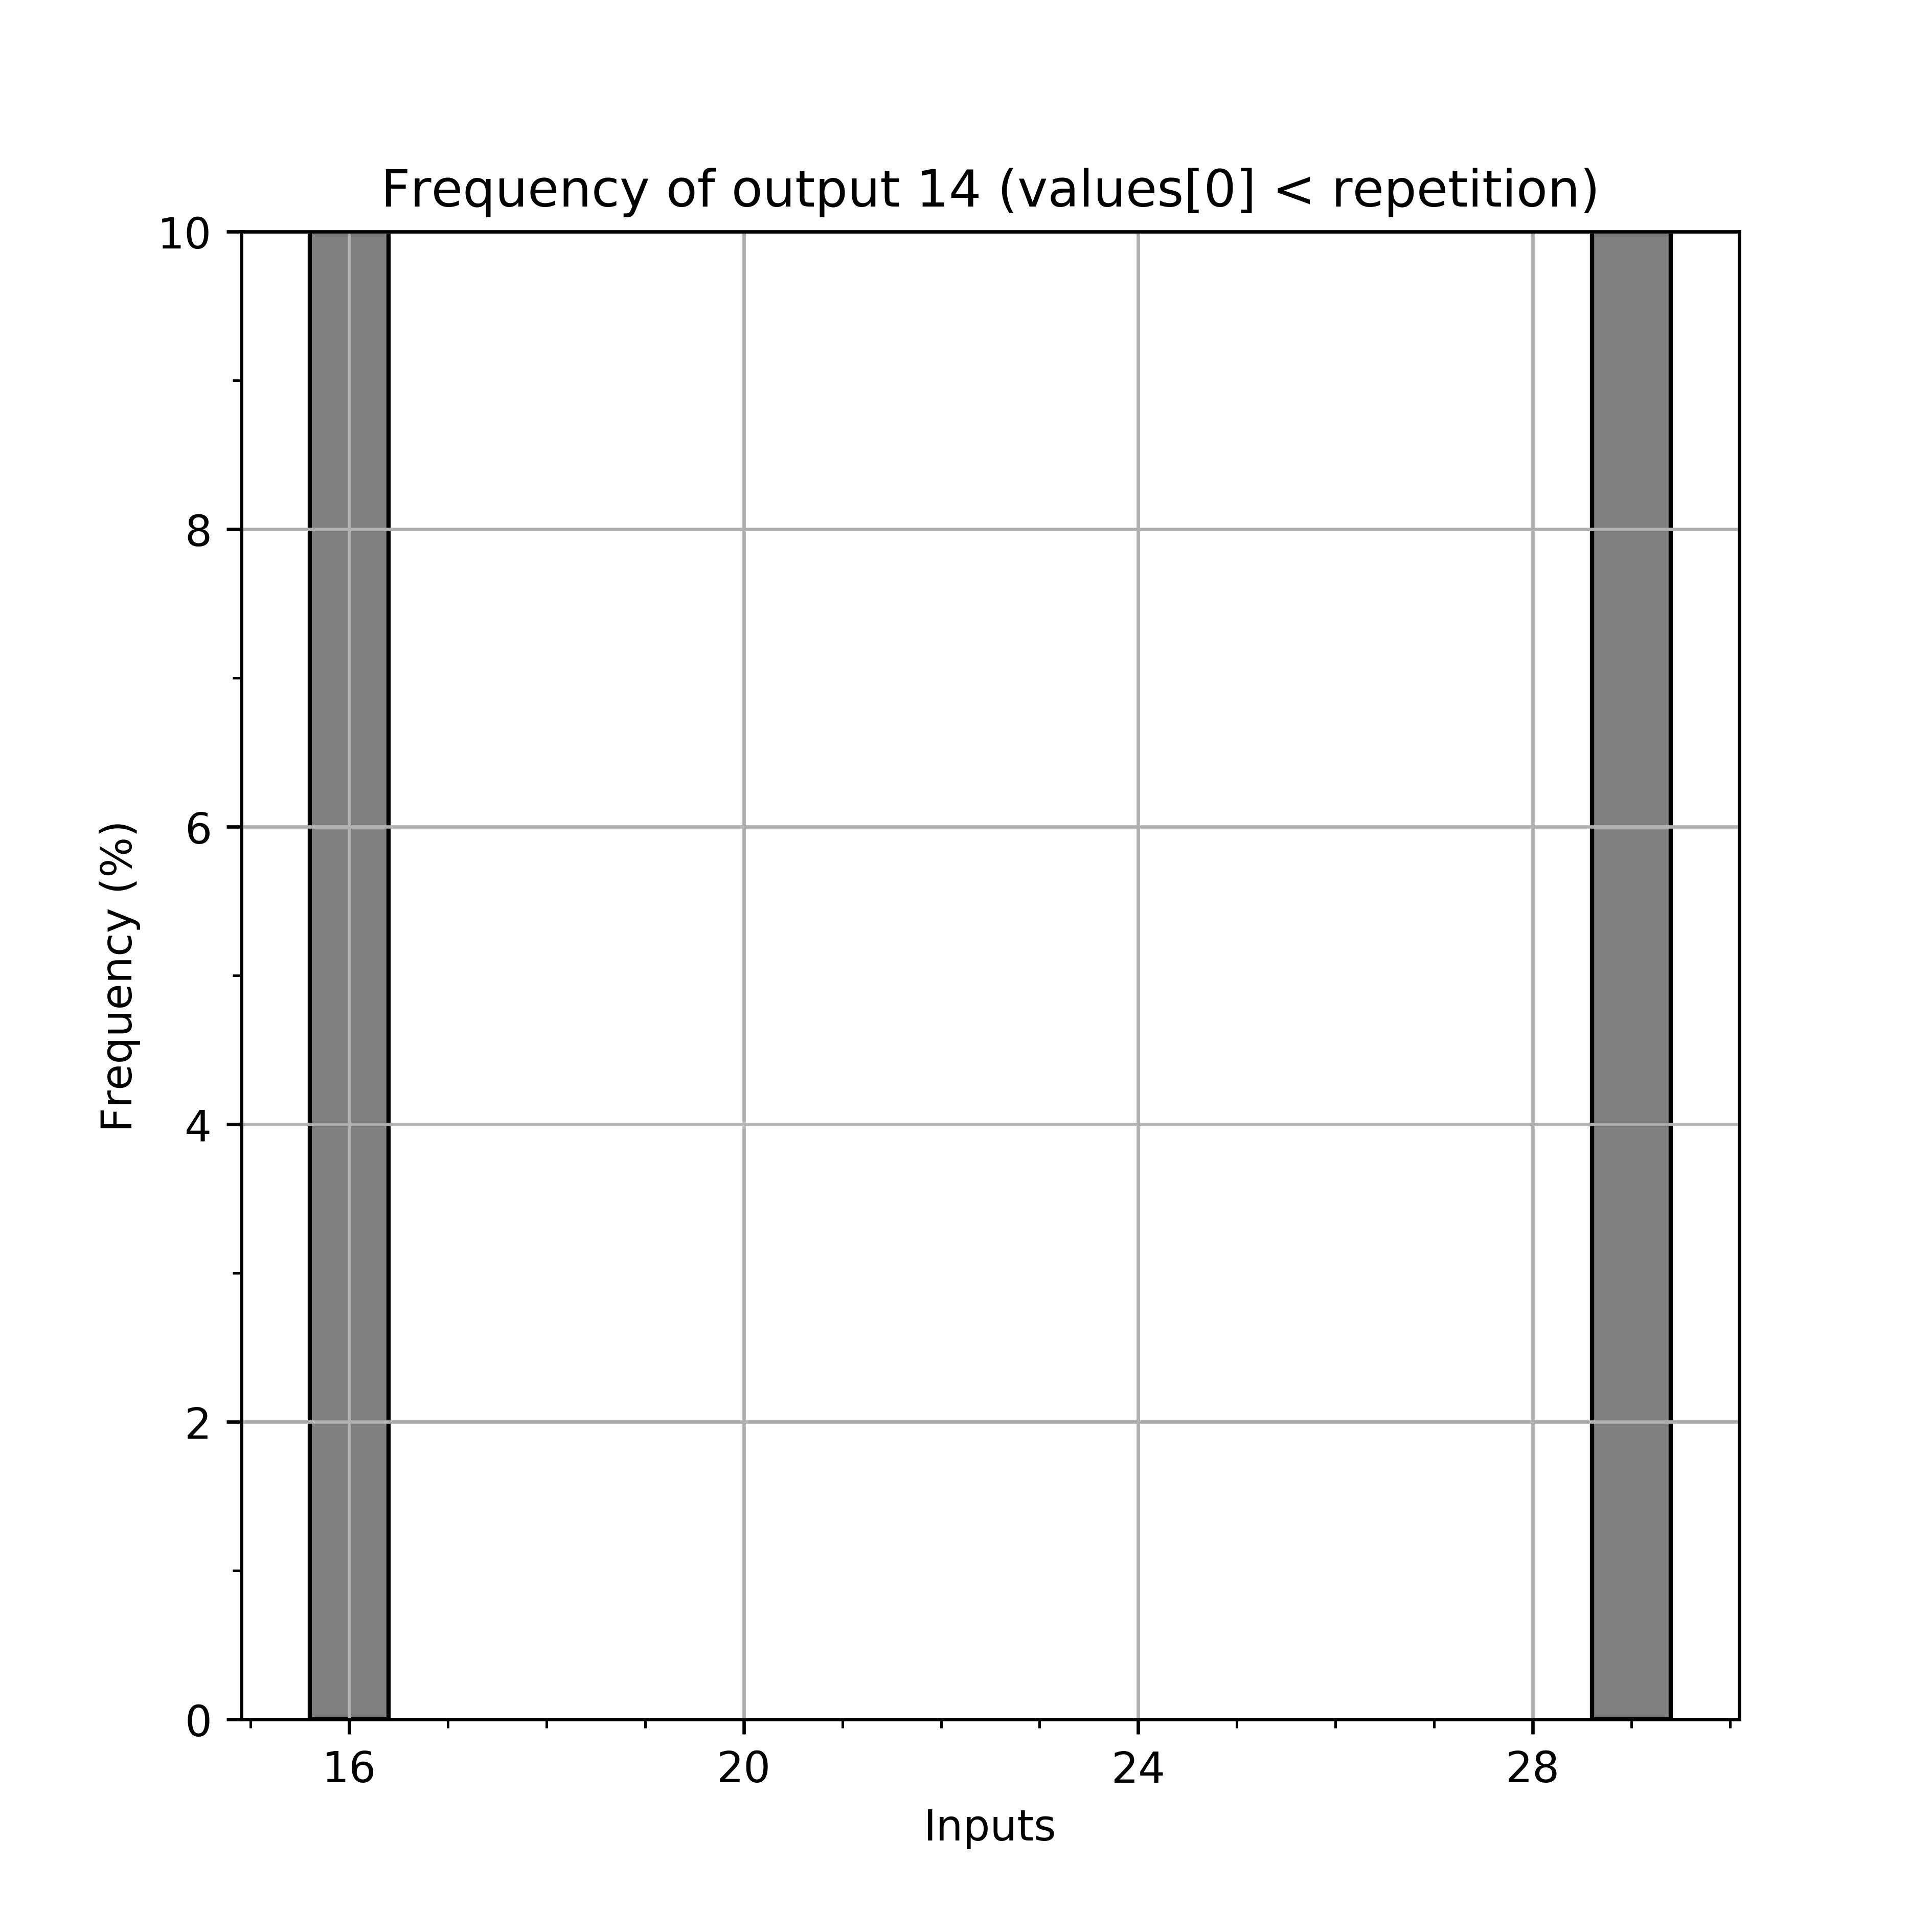 Frequency of output 14 (values[0] < repetition)
10
8
6
4
2
0
Frequency (%)
16 20 24 28
Inputs